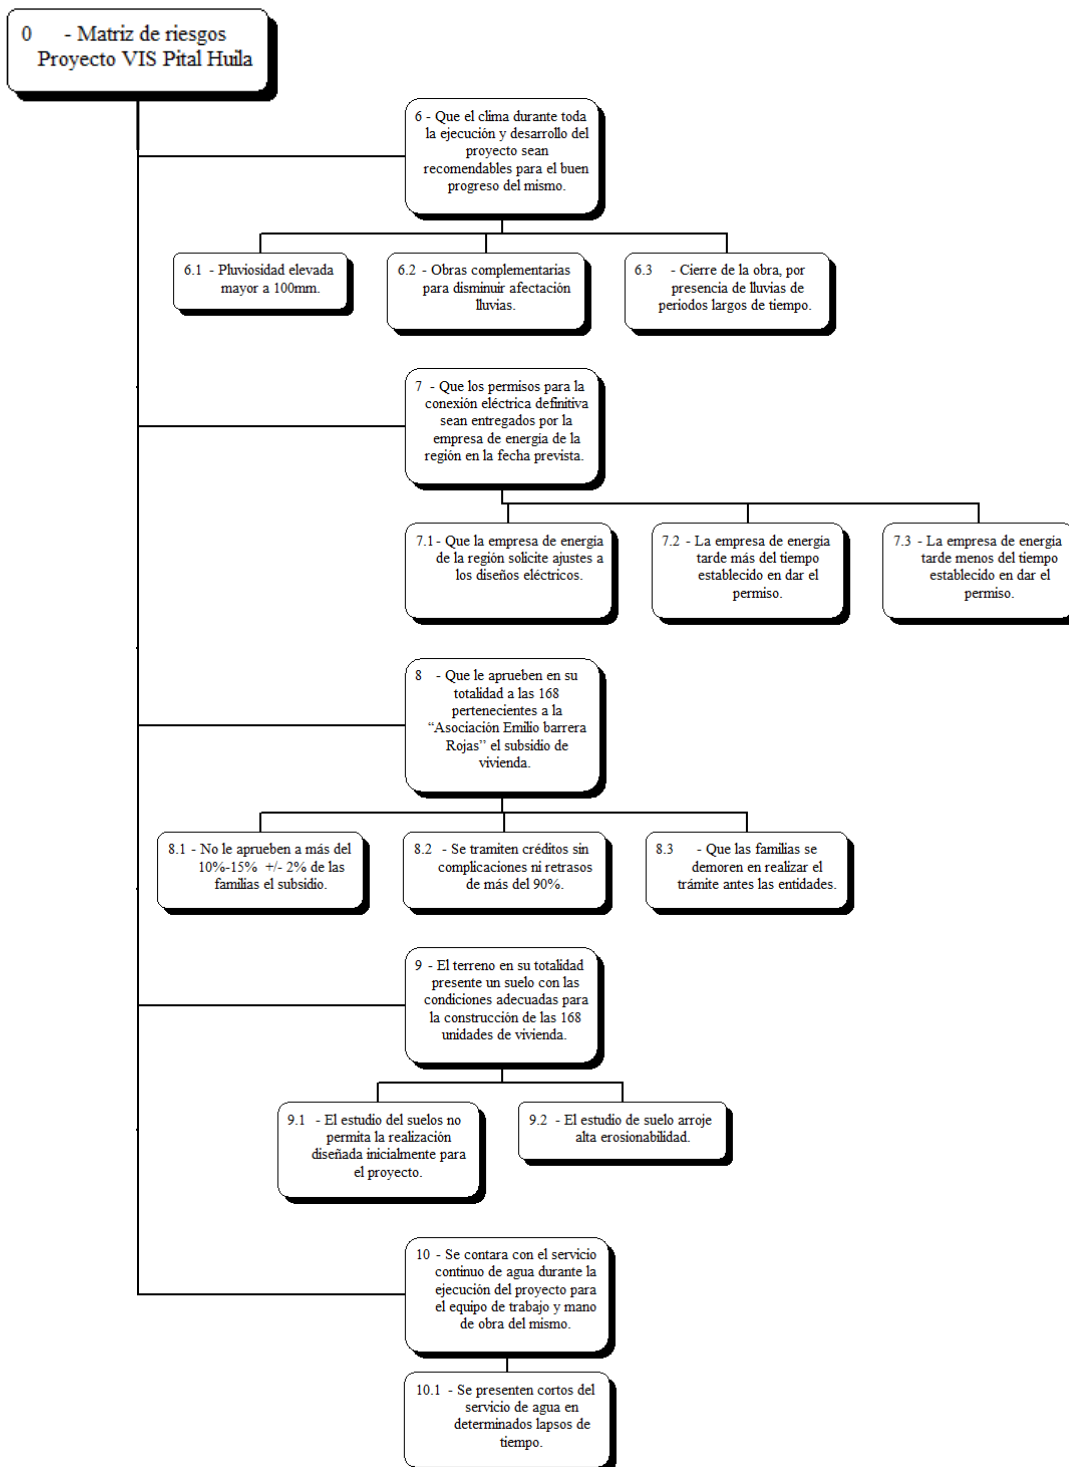 0 - Matriz de riesgos
Proyecto VIS Pital Huila
6 - Que el clima durante toda
la ejecución y desarrollo del
proyecto sean
recomendables para el buen
progreso del mismo.
6.1 - Pluviosidad elevada
mayor a 100mm.
6.2 - Obras complementarias
para disminuir afectación
lluvias.
6.3 - Cierre de la obra, por
presencia de lluvias de
periodos largos de tiempo.
7 - Que los permisos para la
conexión eléctrica definitiva
sean entregados por la
empresa de energía de la
región en la fecha prevista.
7.1- Que la empresa de energía
de la región solicite ajustes a
los diseños eléctricos.
7.2 - La empresa de energía
tarde más del tiempo
establecido en dar el
permiso.
7.3 - La empresa de energía
tarde menos del tiempo
establecido en dar el
permiso.
8 - Que le aprueben en su
totalidad a las 168
pertenecientes a la
“Asociación Emilio barrera
Rojas” el subsidio de
vivienda.
8.1 - No le aprueben a más del
10%-15% +/- 2% de las
familias el subsidio.
8.2 - Se tramiten créditos sin
complicaciones ni retrasos
de más del 90%.
8.3 - Que las familias se
demoren en realizar el
trámite antes las entidades.
9 - El terreno en su totalidad
presente un suelo con las
condiciones adecuadas para
la construcción de las 168
unidades de vivienda.
9.1 - El estudio del suelos no
permita la realización
diseñada inicialmente para
el proyecto.
9.2 - El estudio de suelo arroje
alta erosionabilidad.
10 - Se contara con el servicio
continuo de agua durante la
ejecución del proyecto para
el equipo de trabajo y mano
de obra del mismo.
10.1 - Se presenten cortos del
servicio de agua en
determinados lapsos de
tiempo.